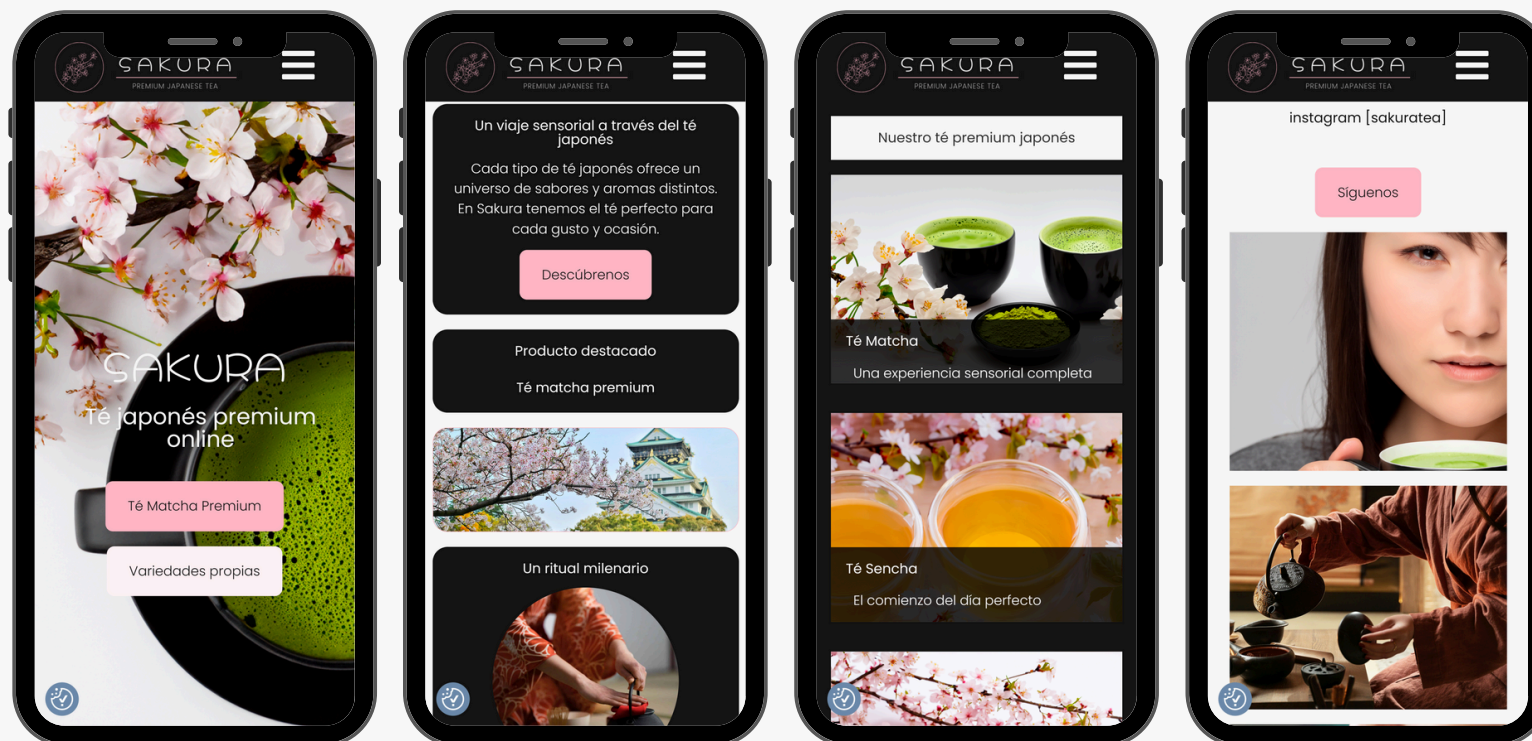 SAKURA
PREMIUM JAPANESE TEA
SAKURA
Té japonés premium
online
Té Matcha Premium
Variedades propias
SAKURA
PREMIUM JAPANESE TEA
Un viaje sensorial a través del té
japonés
Cada tipo de té japonés ofrece un
universo de sabores y aromas distintos.
En Sakura tenemos el té perfecto para
cada gusto y ocasión.
Descúbrenos
Producto destacado
Té matcha premium
Un ritual milenario
SAKURA
PREMIUM JAPANESE TEA
Nuestro té premium japonés
Té Matcha
Una experiencia sensorial completa
Té Sencha
El comienzo del día perfecto
SAKURA
PREMIUM JAPANESE TEA
instagram [sakuratea]
Síguenos